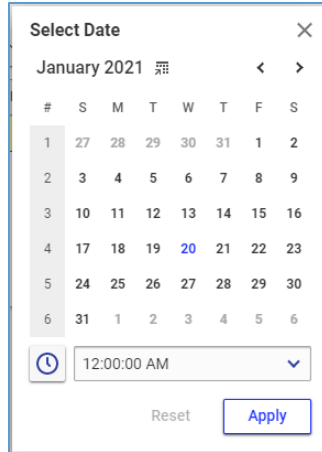 Select Date
January 2021
# S M T W T F S
1 27 28 29 30 31 1 2
2 3 4 5 6 7 8 9
3 10 11 12 13 14 15 16
4 17 18 19 20 21 22 23
5 24 25 26 27 28 29 30
6 31 1 2 3 4 5 6
12:00:00 AM
Reset Apply